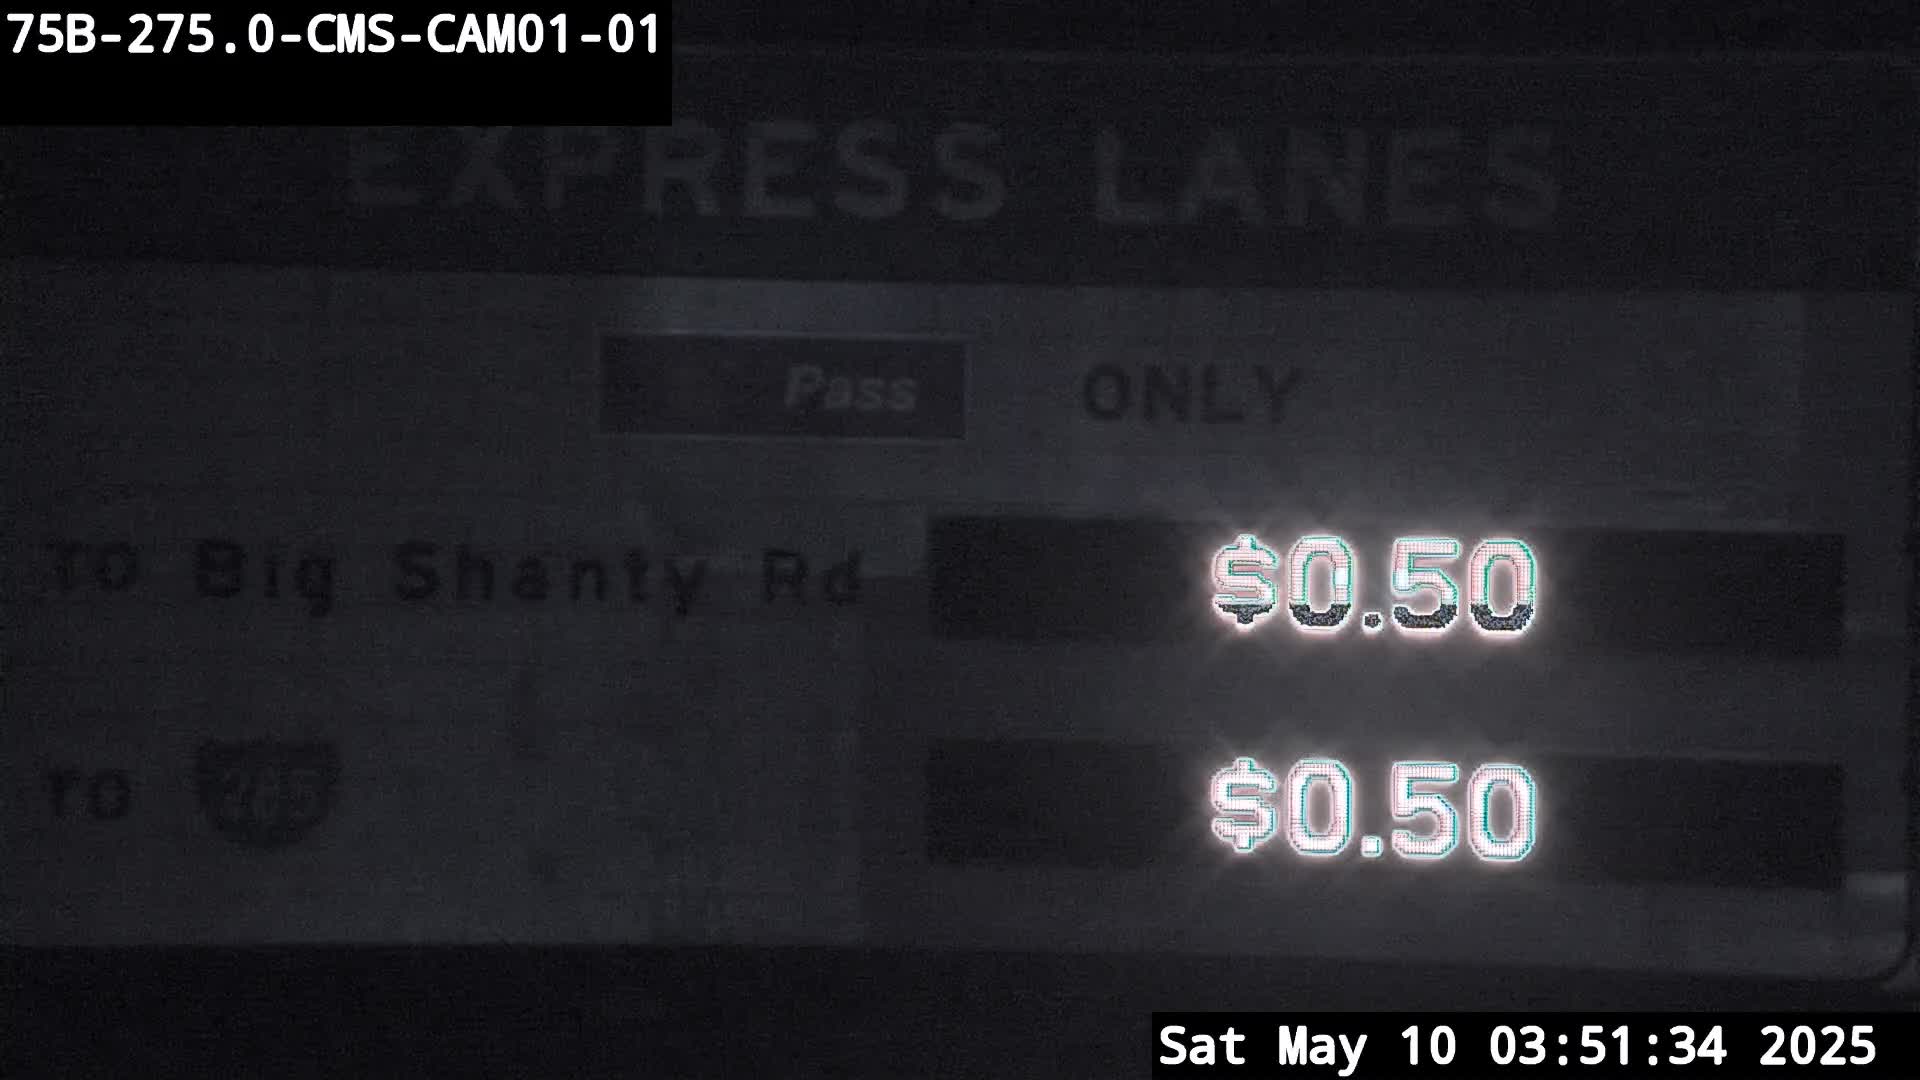 75B-275.0-CMS-CAM01-01
EXPRESS LANES
Pass ONLY
TO Big Shanty Rd $0.50
TO $0.50
Sat May 10 03:51:34 2025